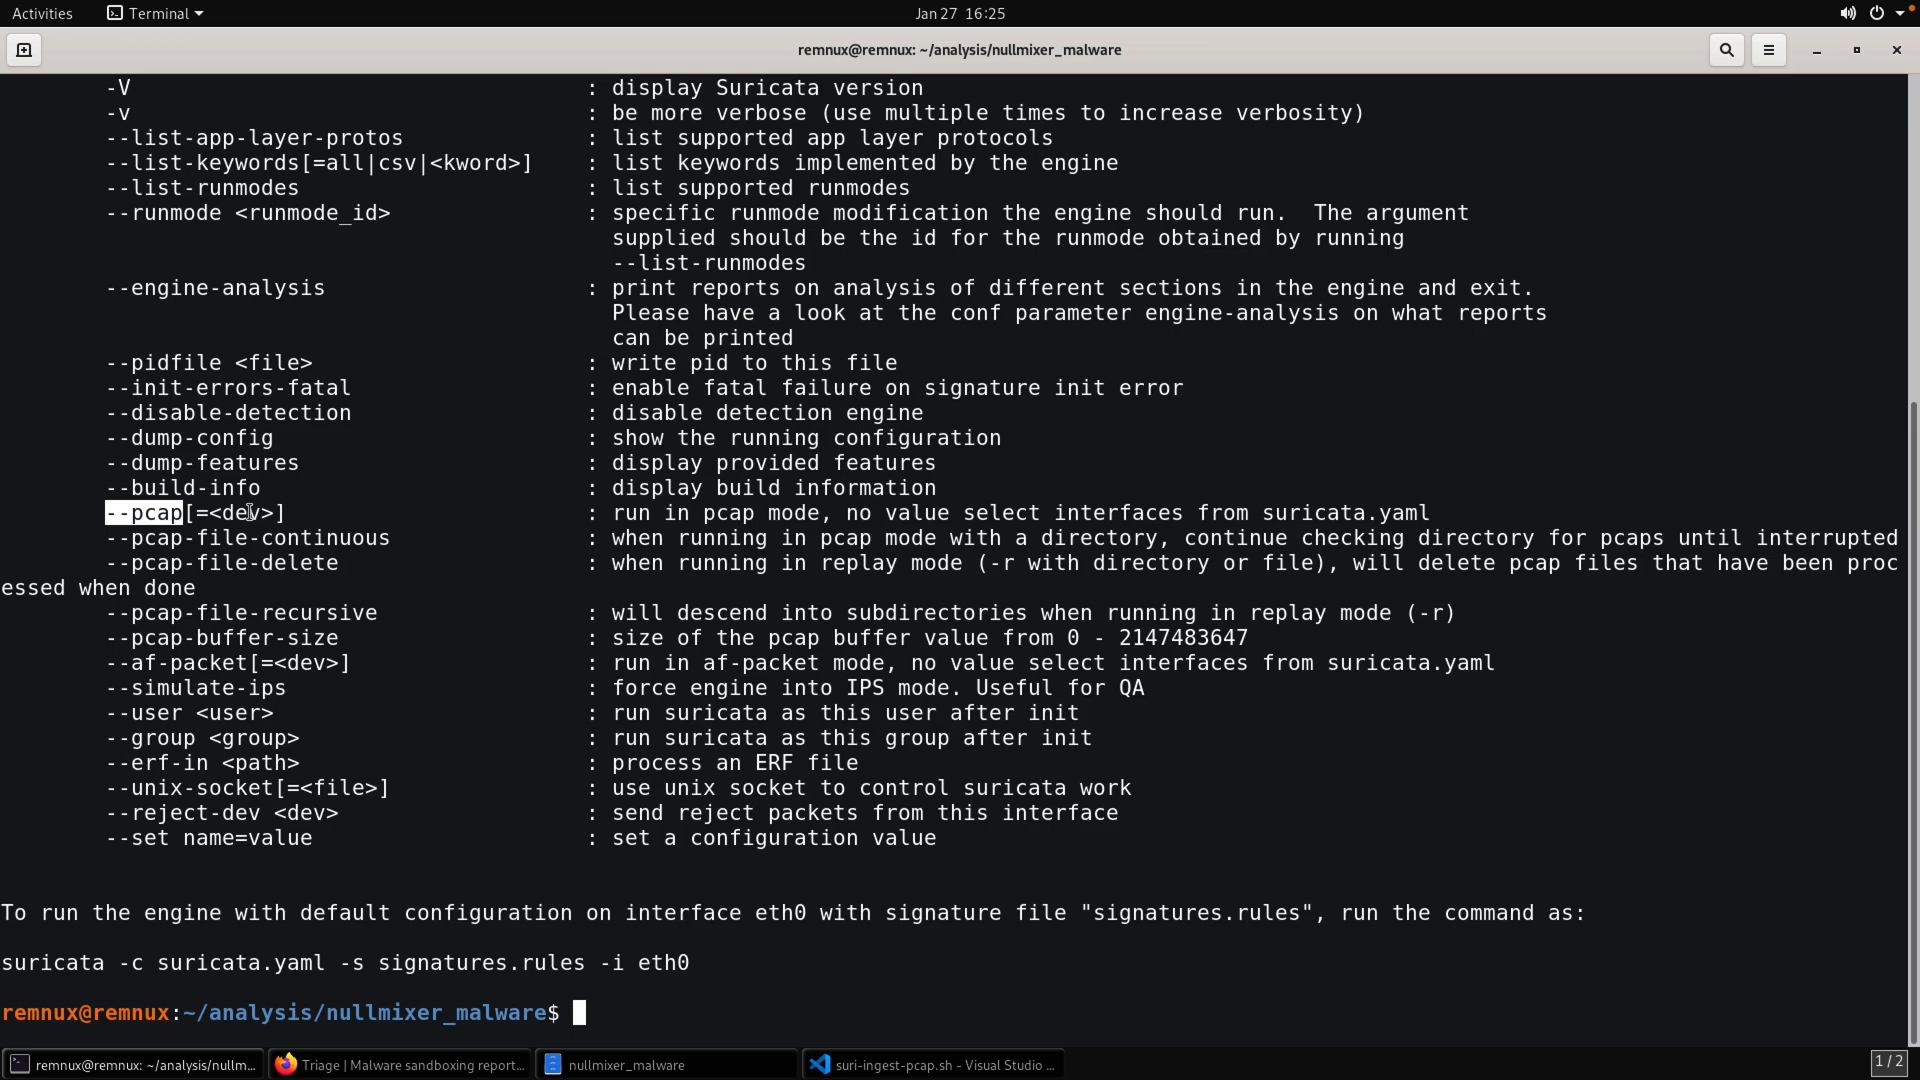 Activities Terminal Jan 27 16:25
remnux@remnux: ~/analysis/nullmixer_malware
-V : display Suricata version
-v : be more verbose (use multiple times to increase verbosity)
--list-app-layer-protos : list supported app layer protocols
--list-keywords[=all|csv|<kword>] : list keywords implemented by the engine
--list-runmodes : list supported runmodes
--runmode <runmode_id> : specific runmode modification the engine should run.  The argument
supplied should be the id for the runmode obtained by running
--list-runmodes
--engine-analysis : print reports on analysis of different sections in the engine and exit.
Please have a look at the conf parameter engine-analysis on what reports
can be printed
--pidfile <file> : write pid to this file
--init-errors-fatal : enable fatal failure on signature init error
--disable-detection : disable detection engine
--dump-config : show the running configuration
--dump-features : display provided features
--build-info : display build information
--pcap[=<dev>] : run in pcap mode, no value select interfaces from suricata.yaml
--pcap-file-continuous : when running in pcap mode with a directory, continue checking directory for pcaps until interrupted
--pcap-file-delete : when running in replay mode (-r with directory or file), will delete pcap files that have been proc
essed when done
--pcap-file-recursive : will descend into subdirectories when running in replay mode (-r)
--pcap-buffer-size : size of the pcap buffer value from 0 - 2147483647
--af-packet[=<dev>] : run in af-packet mode, no value select interfaces from suricata.yaml
--simulate-ips : force engine into IPS mode. Useful for QA
--user <user> : run suricata as this user after init
--group <group> : run suricata as this group after init
--erf-in <path> : process an ERF file
--unix-socket[=<file>] : use unix socket to control suricata work
--reject-dev <dev> : send reject packets from this interface
--set name=value : set a configuration value
To run the engine with default configuration on interface eth0 with signature file "signatures.rules", run the command as:
suricata -c suricata.yaml -s signatures.rules -i eth0
remnux@remnux:~/analysis/nullmixer_malware$
remnux@remnux: ~/analysis/nullm... Triage | Malware sandboxing report... nullmixer_malware suri-ingest-pcap.sh - Visual Studio ... 1 / 2